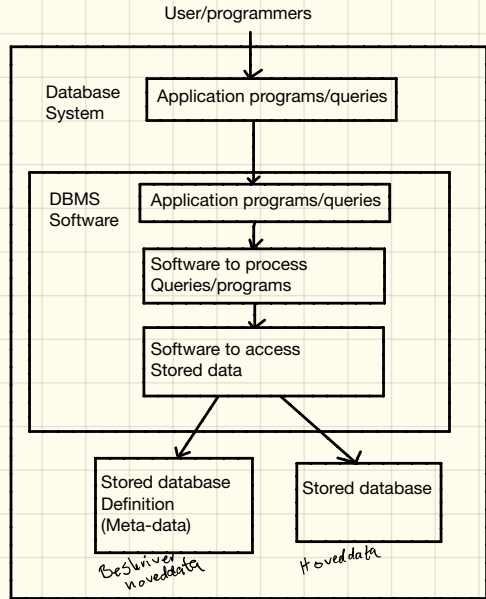 User/programmers
Database
System
Application programs/queries
DBMS
Software
Application programs/queries
Software to process
Queries/programs
Software to access
Stored data
Stored database
Definition
(Meta-data)
Stored database
Beskriver
hoveddata
Hoveddata